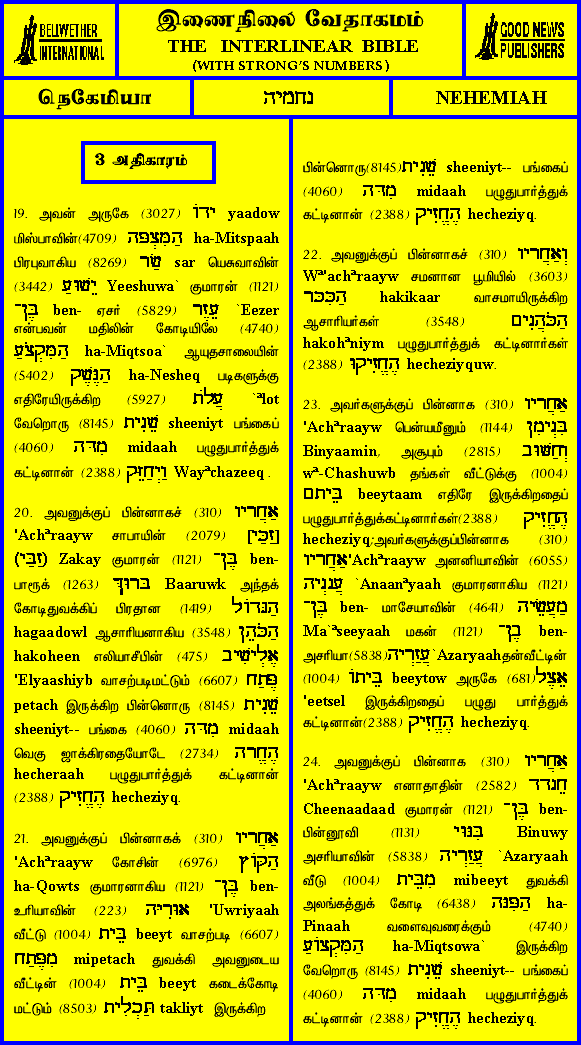 BELLWETHER
INTERNATIONAL
இணைநிலை வேதாகமம்
THE INTERLINEAR BIBLE
(WITH STRONG'S NUMBERS)
GOOD NEWS
PUBLISHERS
நெகேமியா
נחמיה
NEHEMIAH
3 அதிகாரம்
19. அவன் அருகே (3027) יָדוֹ yaadow
மிஸ்பாவின்(4709) הַמִּצְפָּה ha-Mitspaah
பிரபுவாகிய (8269) שַׂר sar யெசுவாவின்
(3442) יֵשׁוּעַ Yeeshuwa` குமாரன் (1121)
בֶּן־ ben- ஏசர் (5829) עֵזֶר `Eezer
என்பவன் மதிலின் கோடியிலே (4740)
הַמִּקְצֹעַ ha-Miqtsoa` ஆயுதசாலையின்
(5402) הַנֶּשֶׁק ha-Nesheq படிகளுக்கு
எதிரேயிருக்கிற (5927) עֲלֹת `ªlot
வேறொரு (8145) שֵׁנִית sheeniyt பங்கைப்
(4060) מִדָּה midaah பழுதுபார்த்துக்
கட்டினான் (2388) וַיְחַזֵּק Wayªchazeeq .
20. அவனுக்குப் பின்னாகச் (310) אַחֲרָיו
'Achªraayw சாபாயின் (2079) [זַכַּי]
(זַבַּי) Zakay குமாரன் (1121) בֶּן־ ben-
பாரூக் (1263) בָּרוּךְ Baaruwk அந்தக்
கோடிதுவக்கிப் பிரதான (1419) הַגָּדוֹל
hagaadowl ஆசாரியனாகிய (3548) הַכֹּהֵן
hakoheen எலியாசீபின் (475) אֶלְיָשִׁיב
'Elyaashiyb வாசற்படிமட்டும் (6607) פֶּתַח
petach இருக்கிற பின்னொரு (8145) שֵׁנִית
sheeniyt-- பங்கை (4060) מִדָּה midaah
வெகு ஜாக்கிரதையோடே (2734) הֶחֱרָה
hecheraah பழுதுபார்த்துக் கட்டினான்
(2388) הֶחֱזִיק hecheziyq.
21. அவனுக்குப் பின்னாகக் (310) אַחֲרָיו
'Achªraayw கோசின் (6976) הַקּוֹץ
ha-Qowts குமாரனாகிய (1121) בֶּן־ ben-
உரியாவின் (223) אוּרִיָּה 'Uwriyaah
வீட்டு (1004) בֵּית beeyt வாசற்படி (6607)
מִפֶּתַח mipetach துவக்கி அவனுடைய
வீட்டின் (1004) בֵּית beeyt கடைக்கோடி
மட்டும் (8503) תַּכְלִית takliyt இருக்கிற
பின்னொரு(8145)שֵׁנִית sheeniyt-- பங்கைப்
(4060) מִדָּה midaah பழுதுபார்த்துக்
கட்டினான் (2388) הֶחֱזִיק hecheziyq.
22. அவனுக்குப் பின்னாகச் (310) וְאַחֲרָיו
Wª'achªraayw சமனான பூமியில் (3603)
הַכִּכָּר hakikaar வாசமாயிருக்கிற
ஆசாரியர்கள் (3548) הַכֹּהֲנִים
hakohªniym பழுதுபார்த்துக் கட்டினார்கள்
(2388) הֶחֱזִיקוּ hecheziyquw.
23. அவர்களுக்குப் பின்னாக (310) אַחֲרָיו
'Achªraayw பென்யமீனும் (1144) בִּנְיָמִן
Binyaamin, அசூபும் (2815) וְחַשּׁוּב
wª-Chashuwb தங்கள் வீட்டுக்கு (1004)
בֵּיתָם beeytaam எதிரே இருக்கிறதைப்
பழுதுபார்த்துக்கட்டினார்கள்(2388) הֶחֱזִיק
hecheziyq;அவர்களுக்குப்பின்னாக (310)
אַחֲרָיו'Achªraayw அனனியாவின் (6055)
עֲנָנְיָה `Anaanªyaah குமாரனாகிய (1121)
בֶּן־ ben- மாசேயாவின் (4641) מַעֲשֵׂיָה
Ma`ªseeyaah மகன் (1121) בֶן־ ben-
அசரியா(5838)עֲזַרְיָה`Azaryaahதன்வீட்டின்
(1004) בֵּיתוֹ beeytow அருகே (681)אֵצֶל
'eetsel இருக்கிறதைப் பழுது பார்த்துக்
கட்டினான்(2388) הֶחֱזִיק hecheziyq.
24. அவனுக்குப் பின்னாக (310) אַחֲרָיו
'Achªraayw எனாதாதின் (2582) חֵנָדָד
Cheenaadaad குமாரன் (1121) בֶּן־ ben-
பின்னூவி (1131) בִּנּוּי Binuwy
அசரியாவின் (5838) עֲזַרְיָה `Azaryaah
வீடு (1004) מִבֵּית mibeeyt துவக்கி
அலங்கத்துக் கோடி (6438) הַפִּנָּה ha-
Pinaah வளைவுவரைக்கும் (4740)
הַמִּקְצוֹעַ ha-Miqtsowa` இருக்கிற
வேறொரு (8145) שֵׁנִית sheeniyt-- பங்கைப்
(4060) מִדָּה midaah பழுதுபார்த்துக்
கட்டினான் (2388) הֶחֱזִיק hecheziyq.